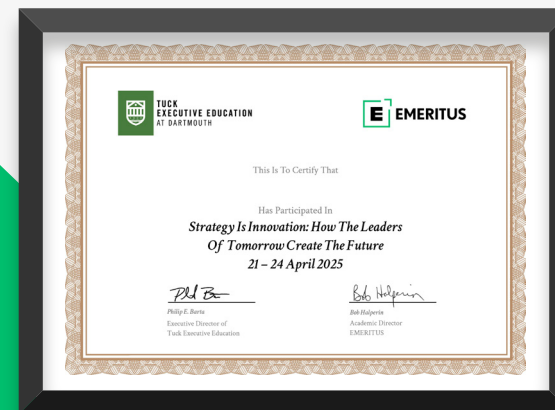 TUCK
EXECUTIVE EDUCATION
AT DARTMOUTH
E EMERITUS
This Is To Certify That
Has Participated In
Strategy Is Innovation: How The Leaders
Of Tomorrow Create The Future
21 – 24 April 2025
Philip E. Barta
Executive Director of
Tuck Executive Education
Bob Halperin
Bob Halperin
Academic Director
EMERITUS